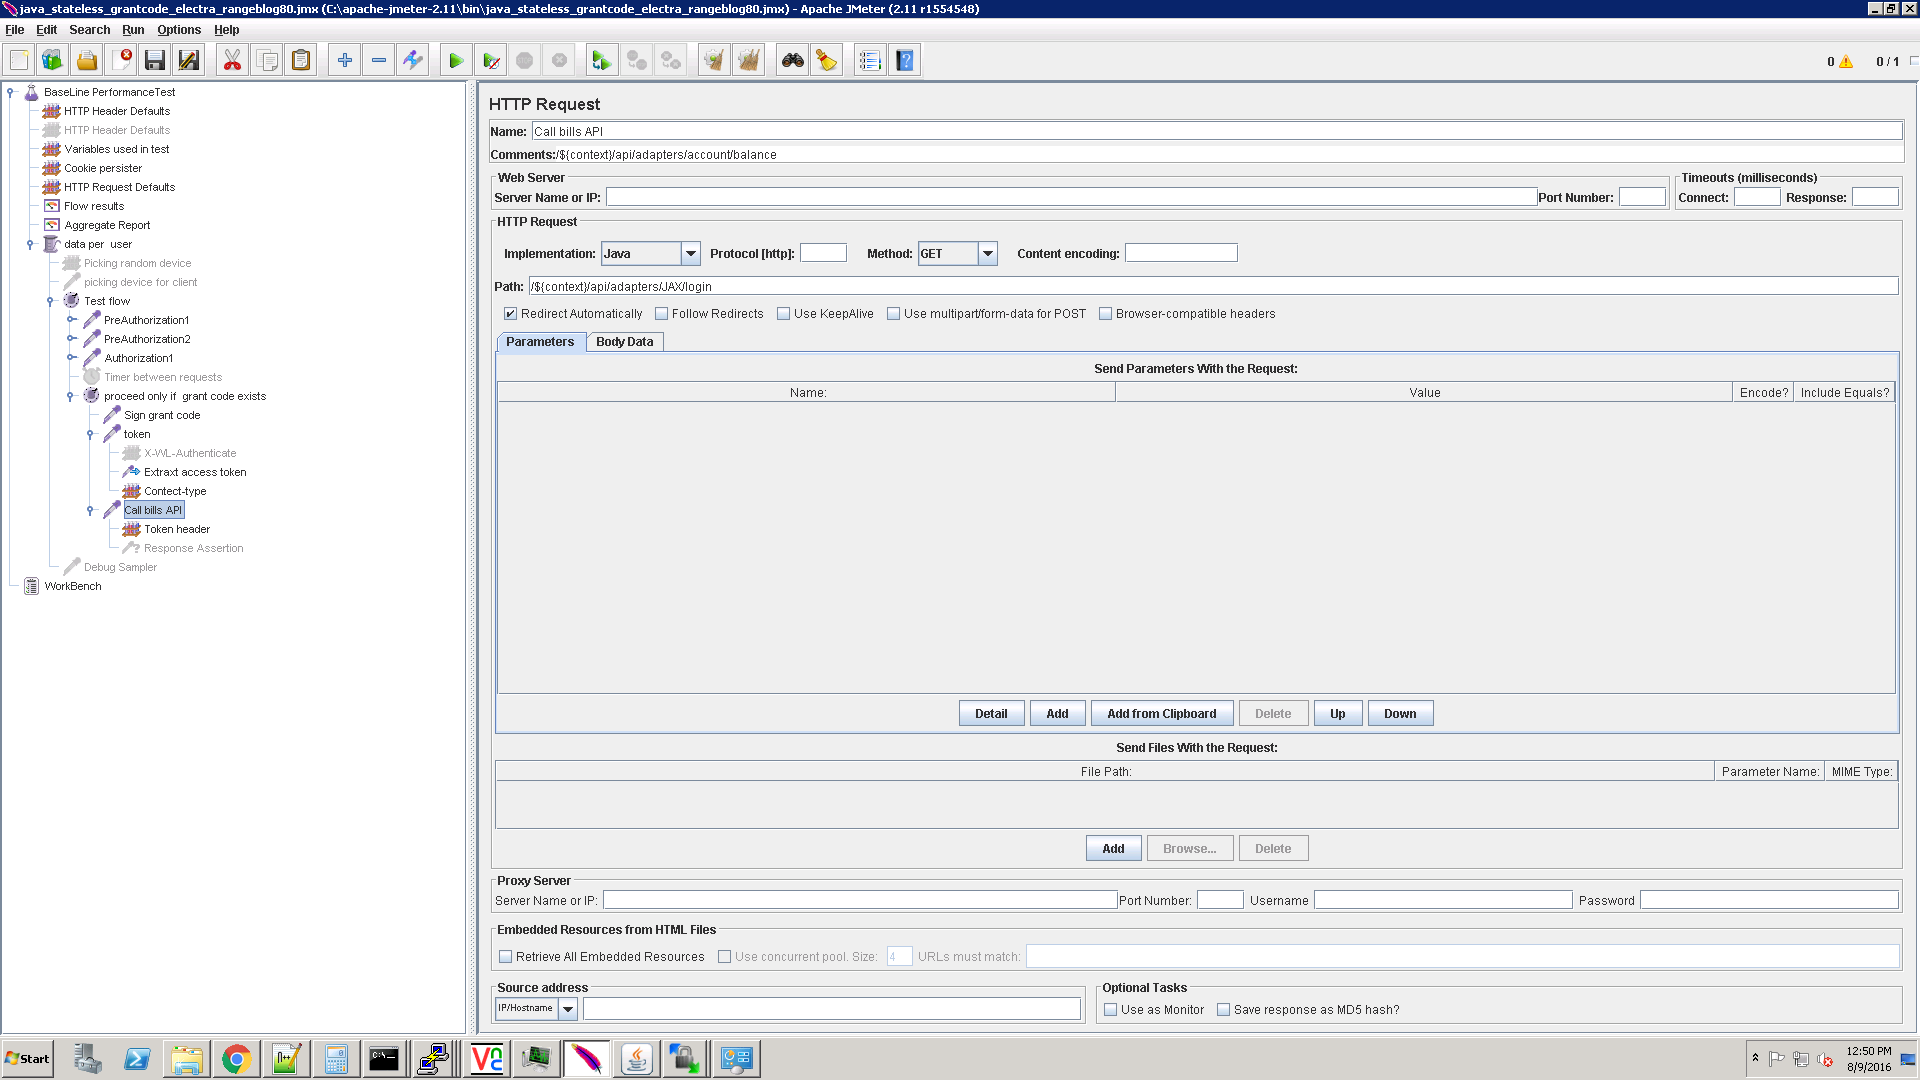 java_stateless_grantcode_electra_rangeblog80.jmx (C:\apache-jmeter-2.11\bin\java_stateless_grantcode_electra_rangeblog80.jmx) - Apache JMeter (2.11 r1554548)
File Edit Search Run Options Help
0 0 / 1
BaseLine PerformanceTest
HTTP Header Defaults
HTTP Header Defaults
Variables used in test
Cookie persister
HTTP Request Defaults
Flow results
Aggregate Report
data per user
Picking random device
picking device for client
Test flow
PreAuthorization1
PreAuthorization2
Authorization1
Timer between requests
proceed only if grant code exists
Sign grant code
token
X-WL-Authenticate
Extraxt access token
Contect-type
Call bills API
Token header
Response Assertion
Debug Sampler
WorkBench
HTTP Request
Name: Call bills API
Comments: /${context}/api/adapters/account/balance
Web Server
Server Name or IP: Port Number:
Timeouts (milliseconds)
Connect: Response:
HTTP Request
Implementation: Java Protocol [http]: Method: GET Content encoding:
Path: /${context}/api/adapters/JAX/login
Redirect Automatically Follow Redirects Use KeepAlive Use multipart/form-data for POST Browser-compatible headers
Parameters Body Data
Send Parameters With the Request:
Name: Value Encode? Include Equals?
Detail Add Add from Clipboard Delete Up Down
Send Files With the Request:
File Path: Parameter Name: MIME Type:
Add Browse... Delete
Proxy Server
Server Name or IP: Port Number: Username Password
Embedded Resources from HTML Files
Retrieve All Embedded Resources Use concurrent pool. Size: 4 URLs must match:
Source address
IP/Hostname
Optional Tasks
Use as Monitor Save response as MD5 hash?
Start
C:\
12:50 PM
8/9/2016